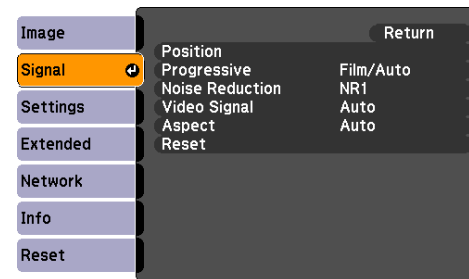 Image
Signal
Settings
Extended
Network
Info
Reset
Return
Position
Progressive Film/Auto
Noise Reduction NR1
Video Signal Auto
Aspect Auto
Reset